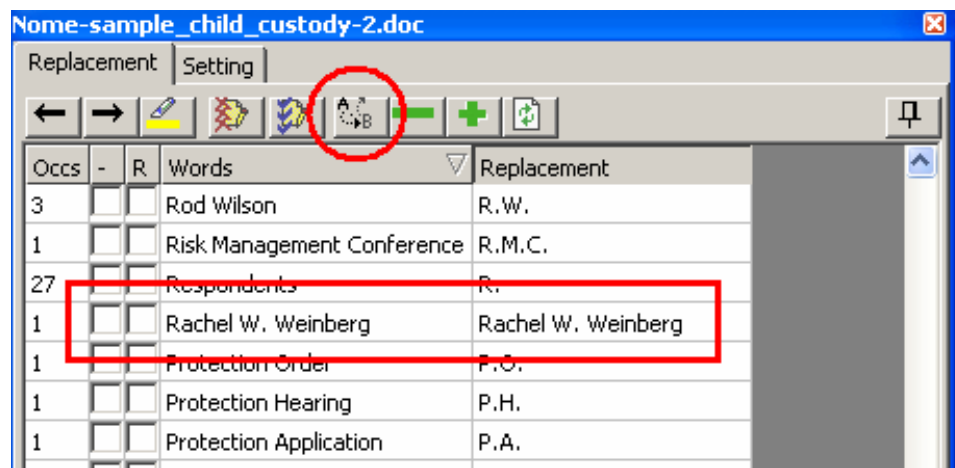 Nome-sample_child_custody-2.doc
Replacement Setting
A B
Occs - R Words Replacement
3 Rod Wilson R.W.
1 Risk Management Conference R.M.C.
27 Respondents R.
1 Rachel W. Weinberg Rachel W. Weinberg
1 Protection Order P.O.
1 Protection Hearing P.H.
1 Protection Application P.A.